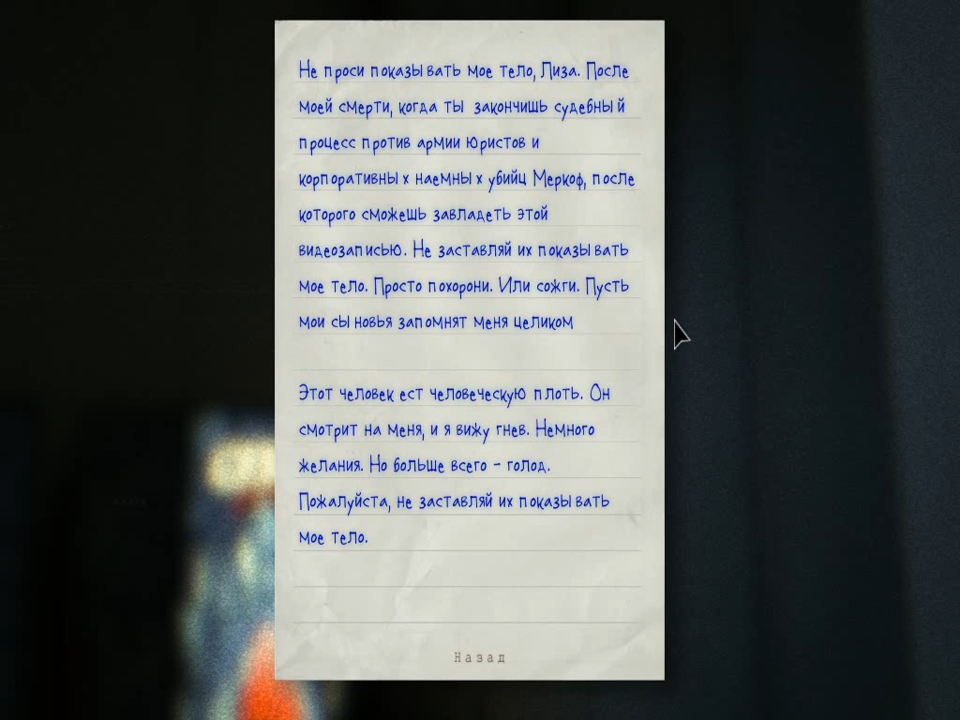 Не проси показывать мое тело, Лиза. После
моей смерти, когда ты закончишь судебный
процесс против армии юристов и
корпоративных наемных убийц Меркоф, после
которого сможешь завладеть этой
видеозаписью. Не заставляй их показывать
мое тело. Просто похорони. Или сожги. Пусть
мои сыновья запомнят меня целиком
Этот человек ест человеческую плоть. Он
смотрит на меня, и я вижу гнев. Немного
желания. Но больше всего - голод.
Пожалуйста, не заставляй их показывать
мое тело.
Назад